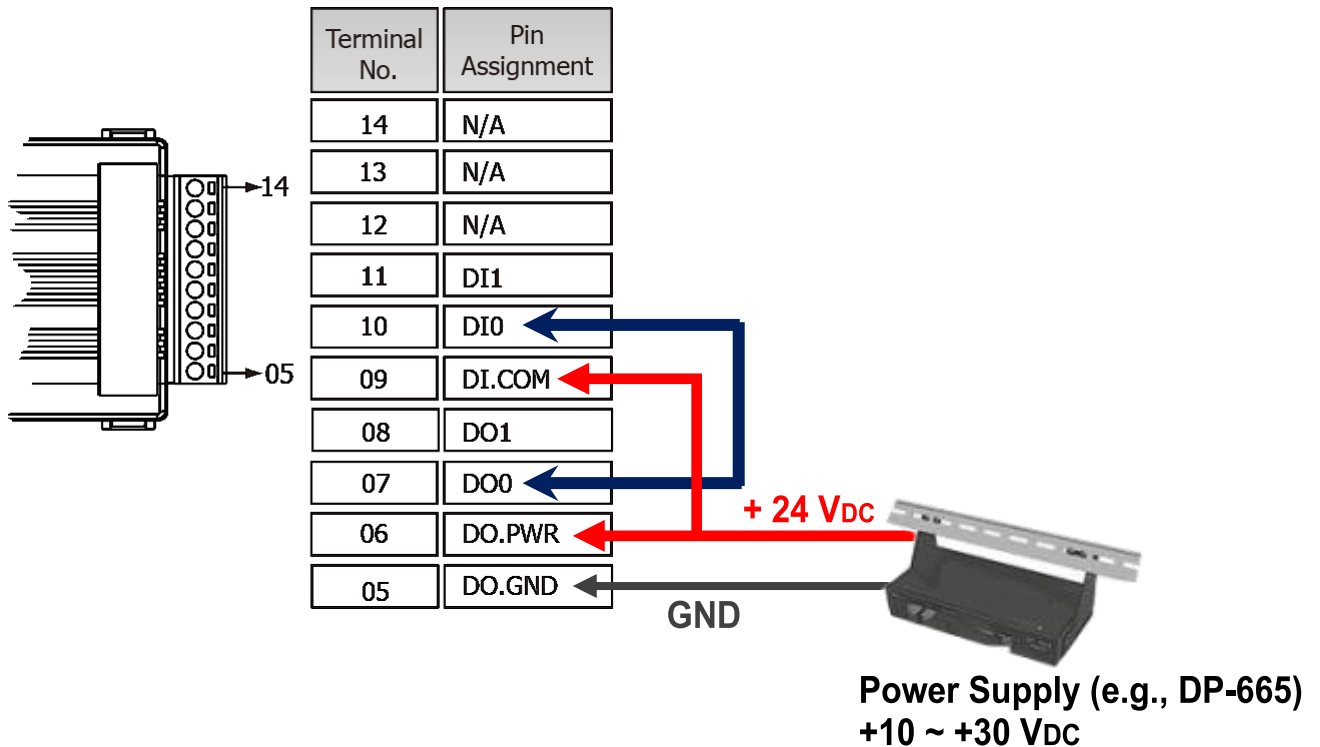 Terminal No. Pin Assignment
14 N/A
13 N/A
12 N/A
11 DI1
10 DI0
09 DI.COM
08 DO1
07 DO0
06 DO.PWR
05 DO.GND
14
05
+ 24 VDC
GND
Power Supply (e.g., DP-665)
+10 ~ +30 VDC